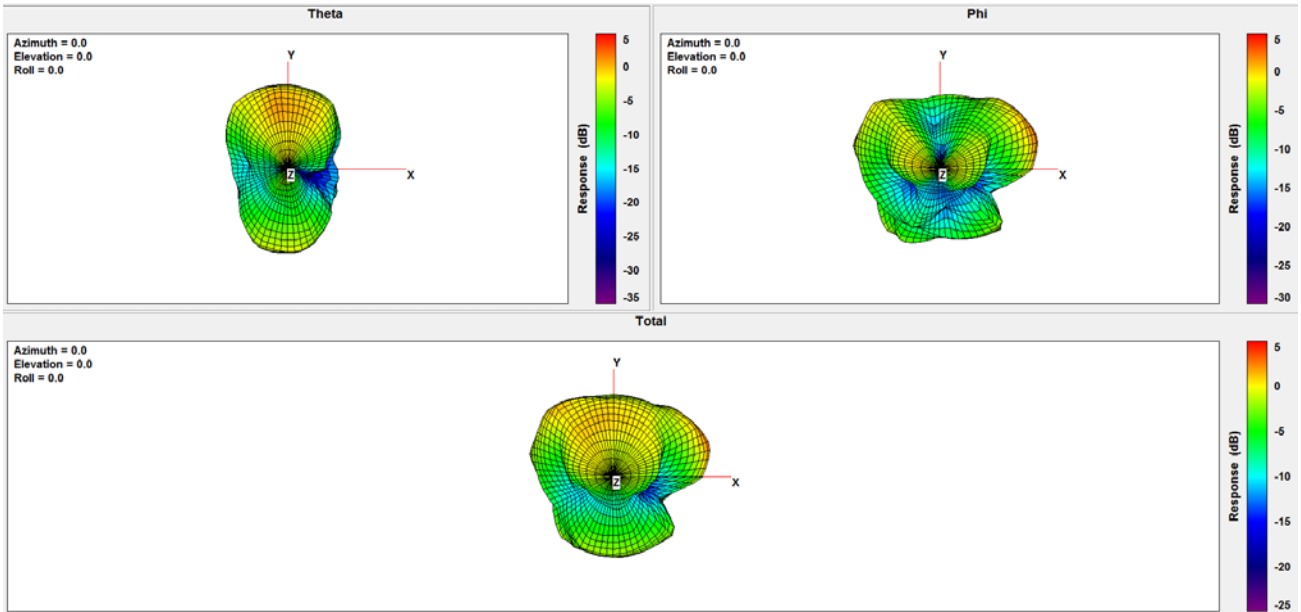 Theta
Azimuth = 0.0
Elevation = 0.0
Roll = 0.0
Y
X
Z
5
0
-5
-10
-15
-20
-25
-30
-35
Response (dB)
Phi
Azimuth = 0.0
Elevation = 0.0
Roll = 0.0
Y
X
Z
5
0
-5
-10
-15
-20
-25
-30
Response (dB)
Total
Azimuth = 0.0
Elevation = 0.0
Roll = 0.0
Y
X
Z
5
0
-5
-10
-15
-20
-25
Response (dB)